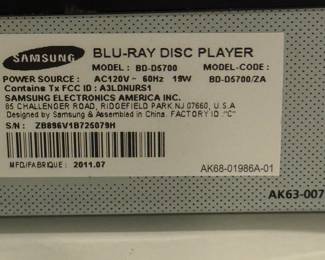 SAMSUNG BLU-RAY DISC PLAYER
MODEL : BD-D5700 MODEL-CODE :
POWER SOURCE : AC120V ~ 60Hz 19W BD-D5700/ZA
Contains Tx FCC ID : A3LDNURS1
SAMSUNG ELECTRONICS AMERICA INC.
85 CHALLENGER ROAD, RIDGEFIELD PARK NJ 07660, U.S.A
Designed by Samsung & Assembled in China. FACTORY ID:"C"
S/N : ZB896V1B725079H
MFD/FABRIQUE : 2011.07
AK68-01986A-01
AK63-007